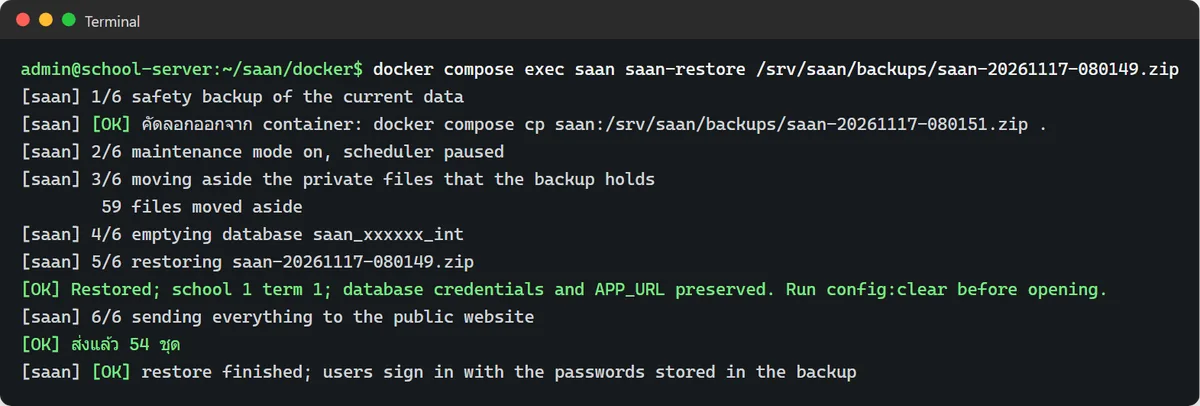 Terminal
admin@school-server:~/saan/docker$ docker compose exec saan saan-restore /srv/saan/backups/saan-20261117-080149.zip
[saan] 1/6 safety backup of the current data
[saan] [OK] คัดลอกออกจาก container: docker compose cp saan:/srv/saan/backups/saan-20261117-080151.zip .
[saan] 2/6 maintenance mode on, scheduler paused
[saan] 3/6 moving aside the private files that the backup holds
59 files moved aside
[saan] 4/6 emptying database saan_xxxxxx_int
[saan] 5/6 restoring saan-20261117-080149.zip
[OK] Restored; school 1 term 1; database credentials and APP_URL preserved. Run config:clear before opening.
[saan] 6/6 sending everything to the public website
[OK] ส่งแล้ว 54 ชุด
[saan] [OK] restore finished; users sign in with the passwords stored in the backup